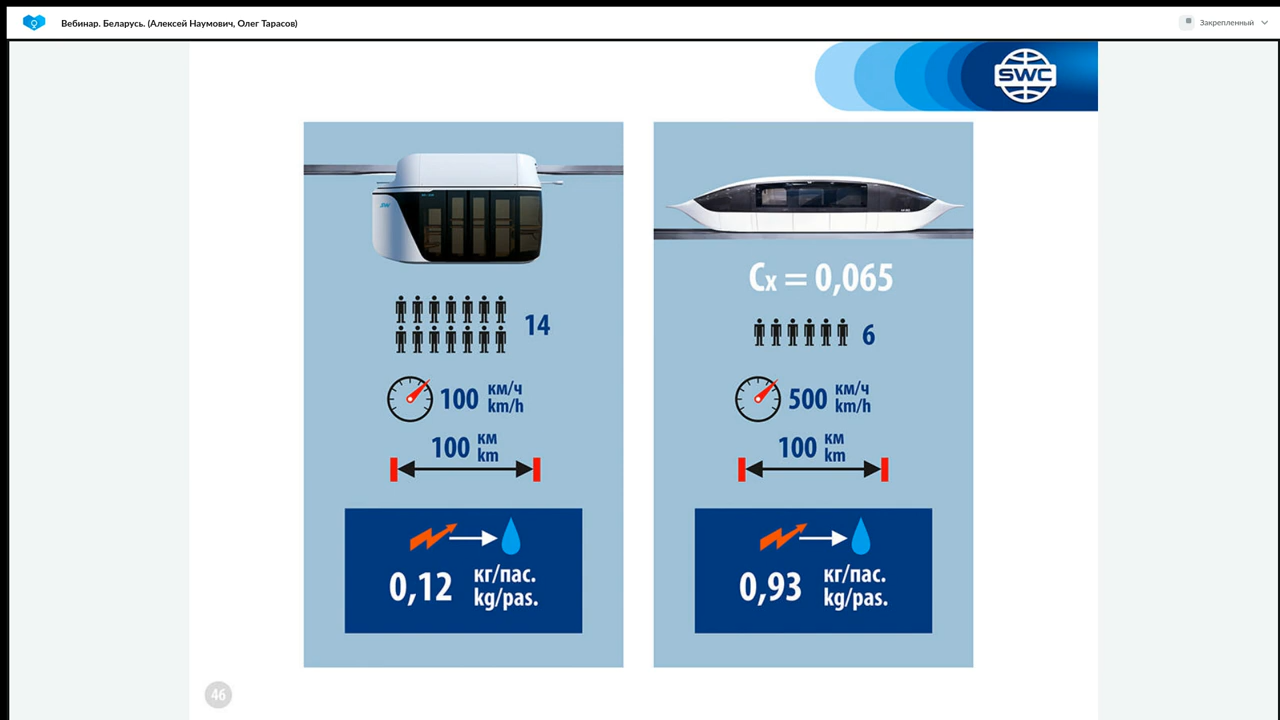 Вебинар. Беларусь. (Алексей Наумович, Олег Тарасов)
Закрепленный
SWC
Cx = 0,065
14
6
100 км/ч km/h
500 км/ч km/h
100 км km
100 км km
0,12 кг/пас. kg/pas.
0,93 кг/пас. kg/pas.
46